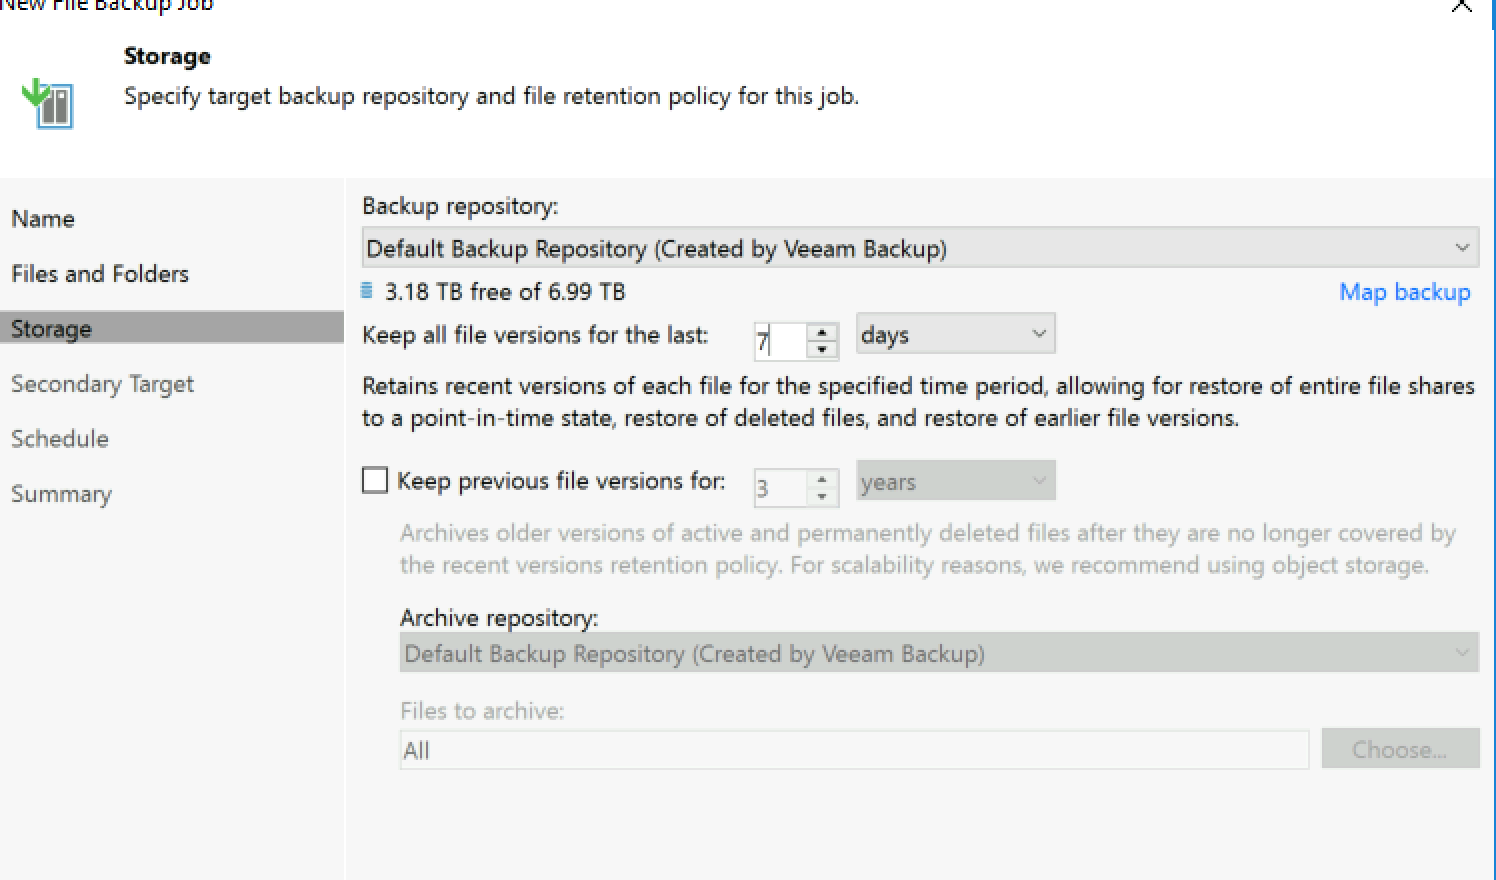 New File Backup Job
Storage
Specify target backup repository and file retention policy for this job.
Name
Files and Folders
Storage
Secondary Target
Schedule
Summary
Backup repository:
Default Backup Repository (Created by Veeam Backup)
3.18 TB free of 6.99 TB
Map backup
Keep all file versions for the last: 7 days
Retains recent versions of each file for the specified time period, allowing for restore of entire file shares
to a point-in-time state, restore of deleted files, and restore of earlier file versions.
Keep previous file versions for: 3 years
Archives older versions of active and permanently deleted files after they are no longer covered by
the recent versions retention policy. For scalability reasons, we recommend using object storage.
Archive repository:
Default Backup Repository (Created by Veeam Backup)
Files to archive:
All
Choose...